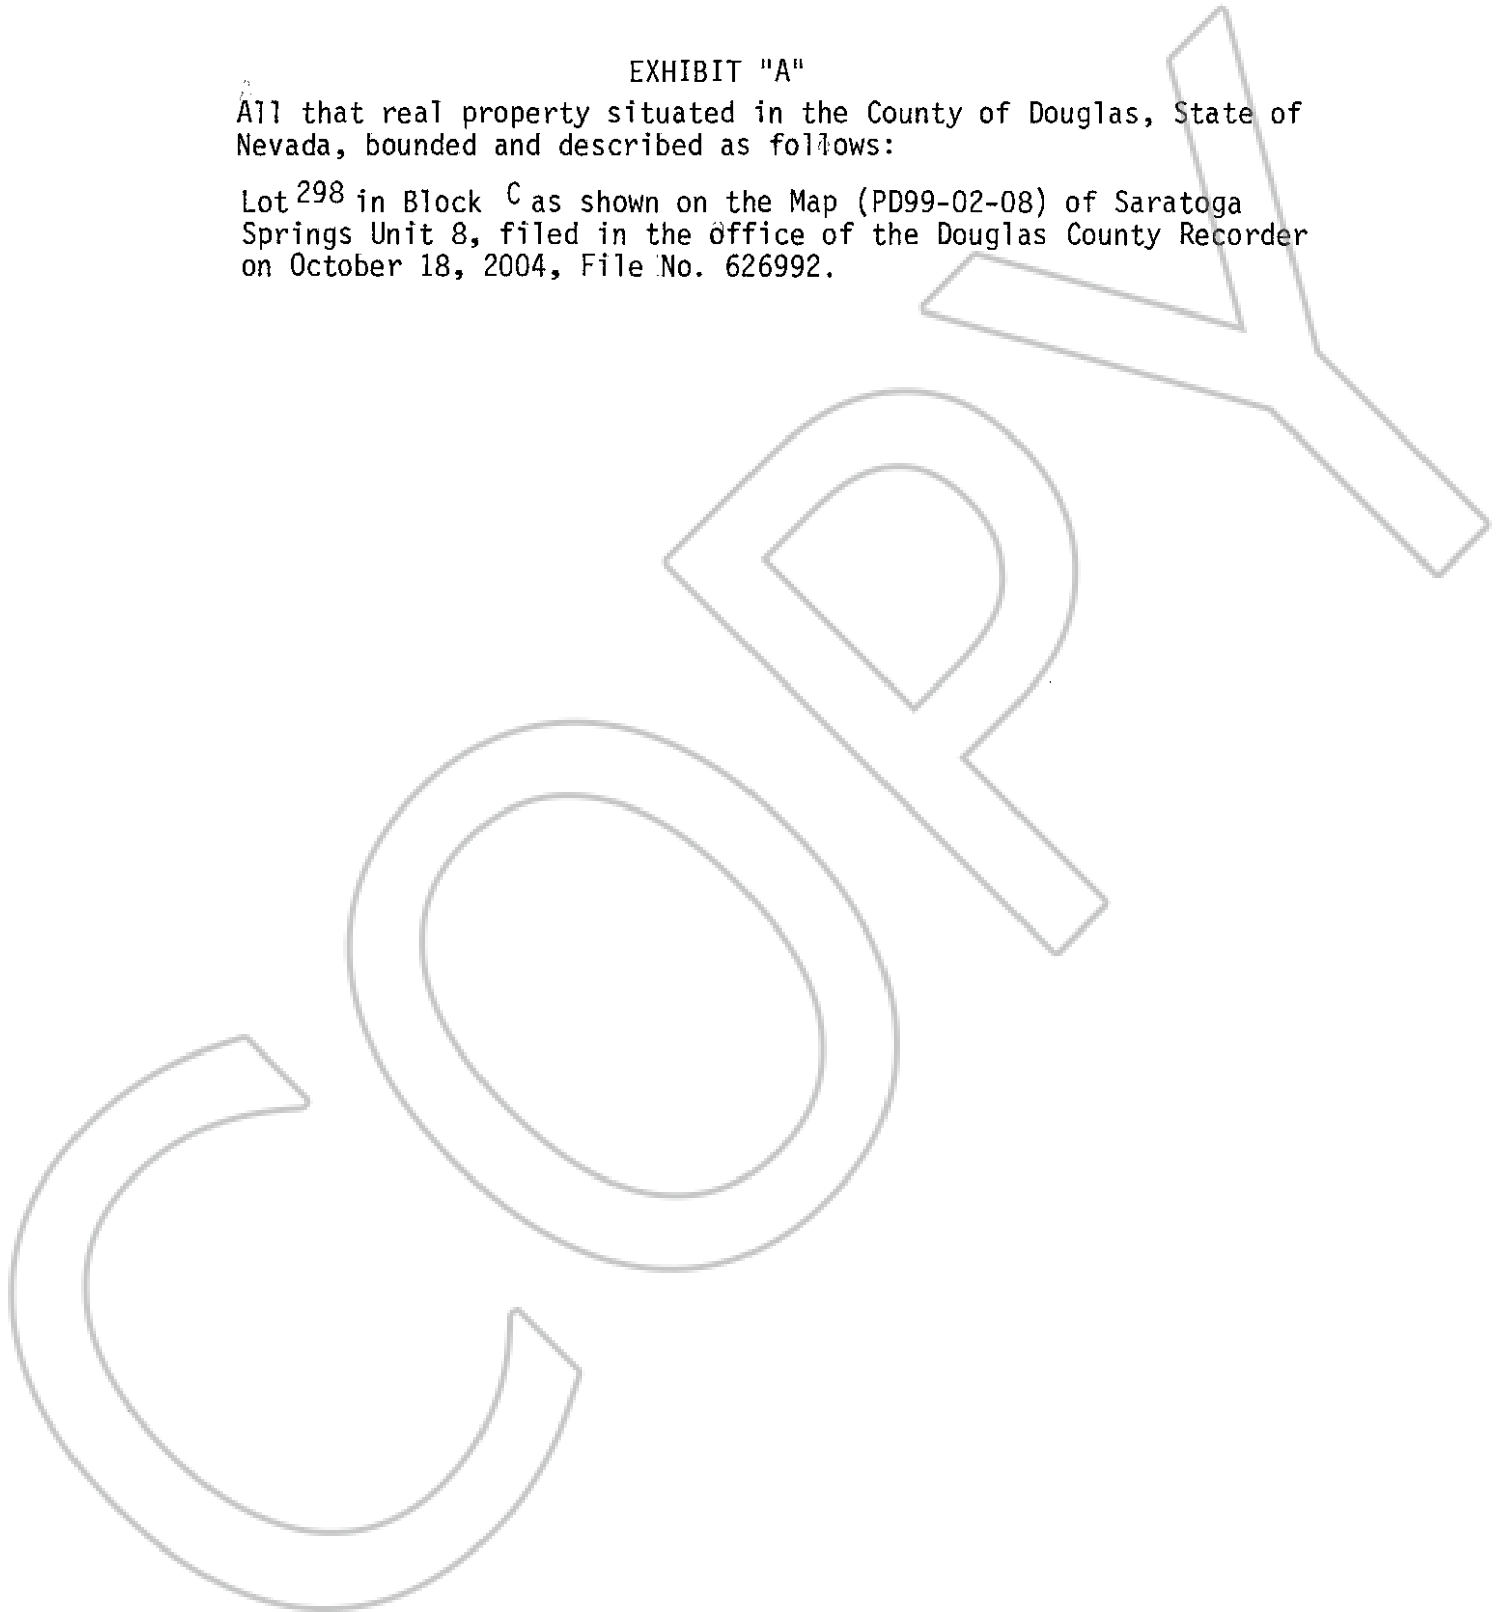 EXHIBIT "A"
All that real property situated in the County of Douglas, State of
Nevada, bounded and described as follows:
Lot 298 in Block C as shown on the Map (PD99-02-08) of Saratoga
Springs Unit 8, filed in the office of the Douglas County Recorder
on October 18, 2004, File No. 626992.
COPY